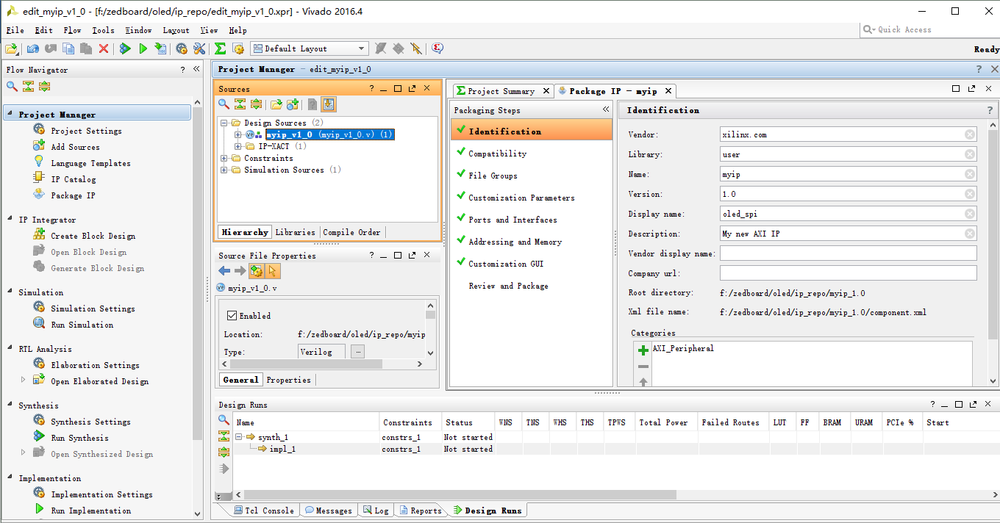 edit_myip_v1_0 - [f:/zedboard/oled/ip_repo/edit_myip_v1_0.xpr] - Vivado 2016.4
File Edit Flow Tools Window Layout View Help
Quick Access
Default Layout
Ready
Flow Navigator
Project Manager
Project Settings
Add Sources
Language Templates
IP Catalog
Package IP
IP Integrator
Create Block Design
Open Block Design
Generate Block Design
Simulation
Simulation Settings
Run Simulation
RTL Analysis
Elaboration Settings
Open Elaborated Design
Synthesis
Synthesis Settings
Run Synthesis
Open Synthesized Design
Implementation
Implementation Settings
Run Implementation
Project Manager - edit_myip_v1_0
Sources
Design Sources (2)
myip_v1_0 (myip_v1_0.v) (1)
IP-XACT (1)
Constraints
Simulation Sources (1)
Hierarchy Libraries Compile Order
Source File Properties
myip_v1_0.v
Enabled
Location: f:/zedboard/oled/ip_repo/myip
Type: Verilog ...
General Properties
Project Summary
Package IP - myip
Packaging Steps
Identification
Compatibility
File Groups
Customization Parameters
Ports and Interfaces
Addressing and Memory
Customization GUI
Review and Package
Identification
Vendor: xilinx.com
Library: user
Name: myip
Version: 1.0
Display name: oled_spi
Description: My new AXI IP
Vendor display name:
Company url:
Root directory: f:/zedboard/oled/ip_repo/myip_1.0
Xml file name: f:/zedboard/oled/ip_repo/myip_1.0/component.xml
Categories
AXI_Peripheral
Design Runs
Name Constraints Status WNS TNS WHS THS TPWS Total Power Failed Routes LUT FF BRAM URAM PCIe % Start
synth_1 constrs_1 Not started
impl_1 constrs_1 Not started
Tcl Console Messages Log Reports Design Runs